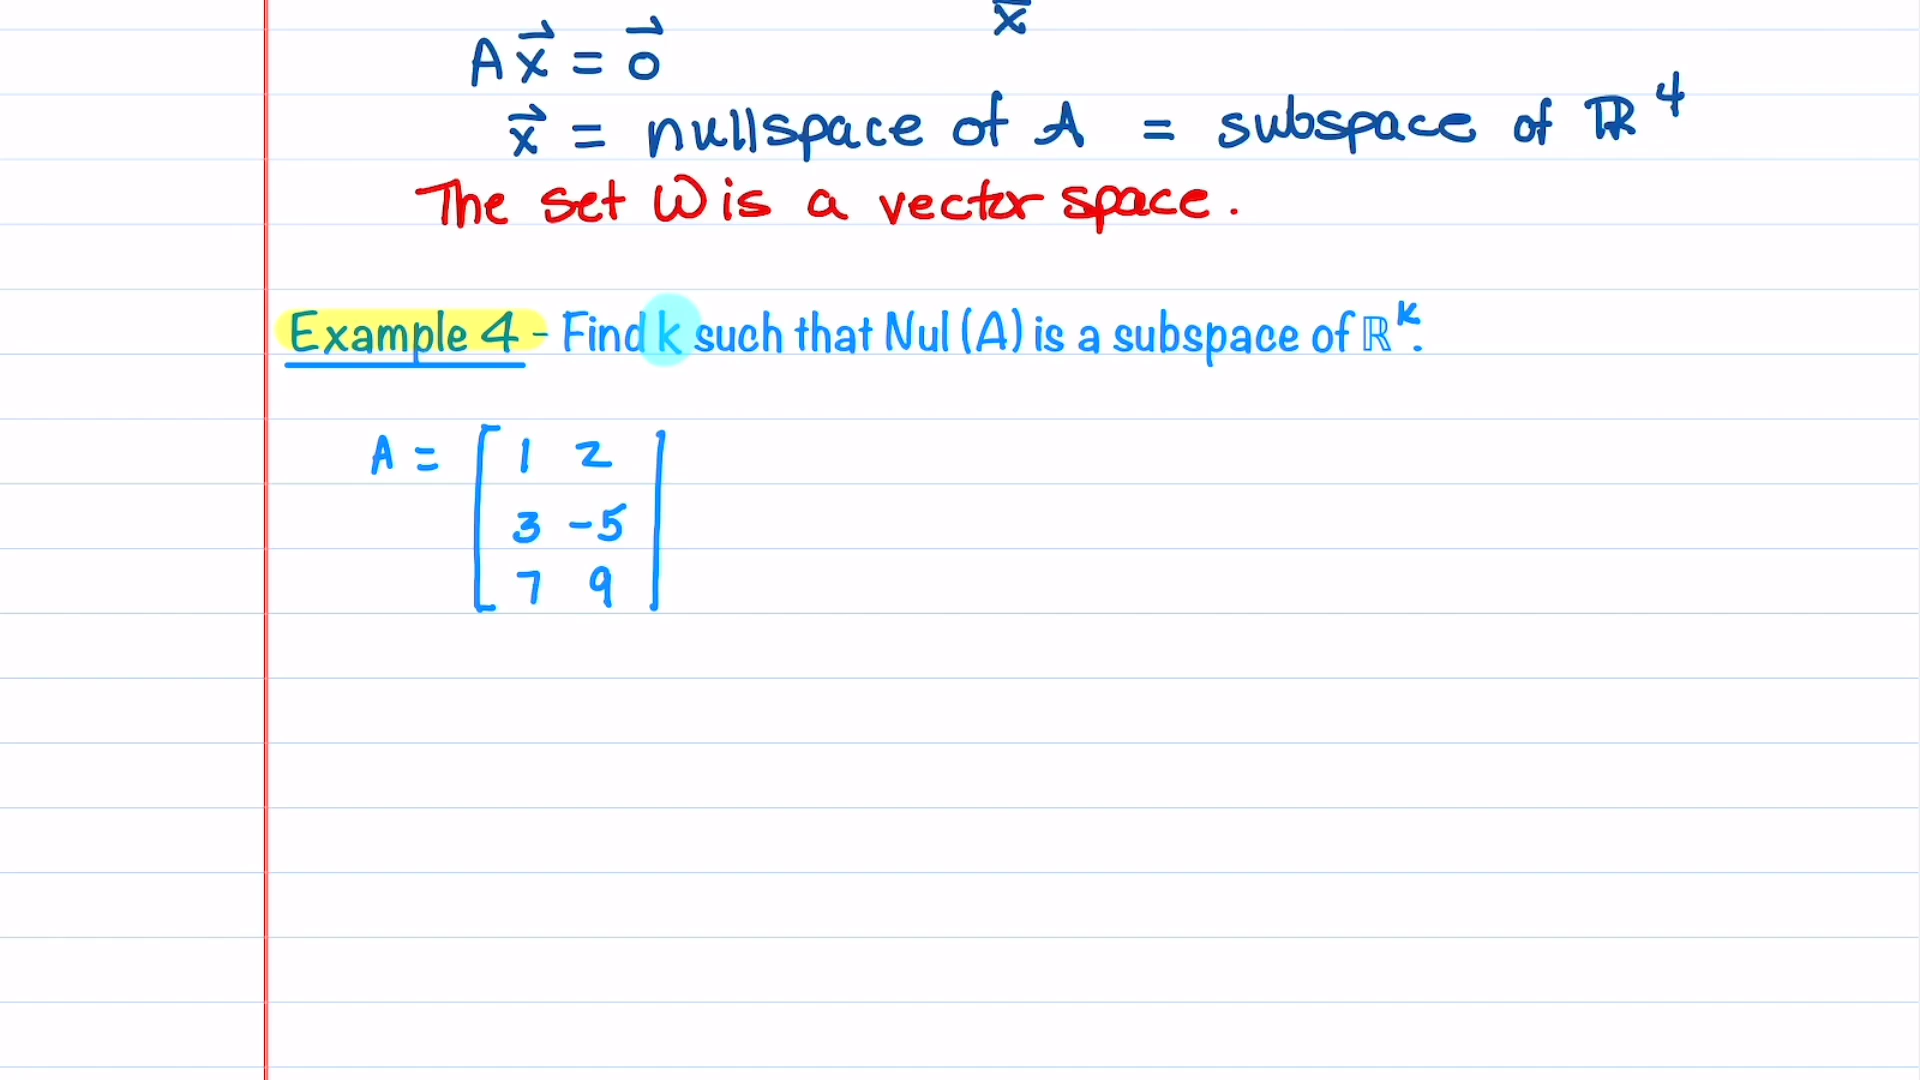 x
A x⃗ = 0⃗
x⃗ = nullspace of A = subspace of ℝ⁴
The set W is a vector space.
Example 4 - Find k such that Nul (A) is a subspace of ℝᵏ.
A = [ 1 2
3 -5
7 9 ]